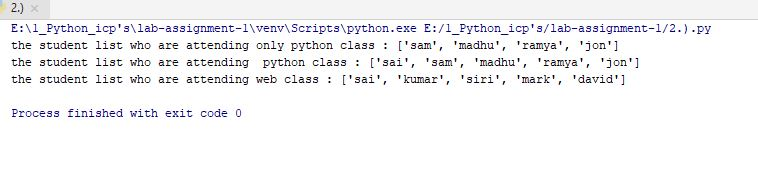 2.) ×
E:\1_Python_icp's\lab-assignment-1\venv\Scripts\python.exe E:/1_Python_icp's/lab-assignment-1/2.).py
the student list who are attending only python class : ['sam', 'madhu', 'ramya', 'jon']
the student list who are attending  python class : ['sai', 'sam', 'madhu', 'ramya', 'jon']
the student list who are attending web class : ['sai', 'kumar', 'siri', 'mark', 'david']
Process finished with exit code 0